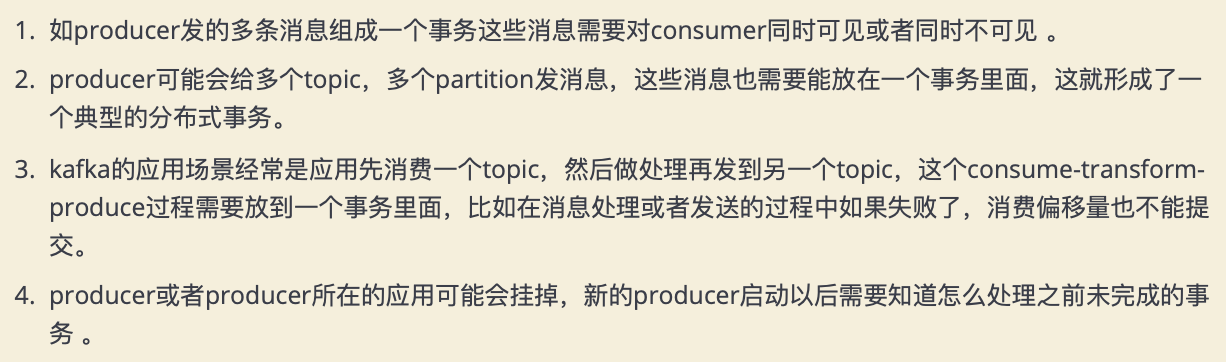 1. 如producer发的多条消息组成一个事务这些消息需要对consumer同时可见或者同时不可见 。
2. producer可能会给多个topic，多个partition发消息，这些消息也需要能放在一个事务里面，这就形成了一
个典型的分布式事务。
3. kafka的应用场景经常是应用先消费一个topic，然后做处理再发到另一个topic，这个consume-transform-
produce过程需要放到一个事务里面，比如在消息处理或者发送的过程中如果失败了，消费偏移量也不能提
交。
4. producer或者producer所在的应用可能会挂掉，新的producer启动以后需要知道怎么处理之前未完成的事
务 。